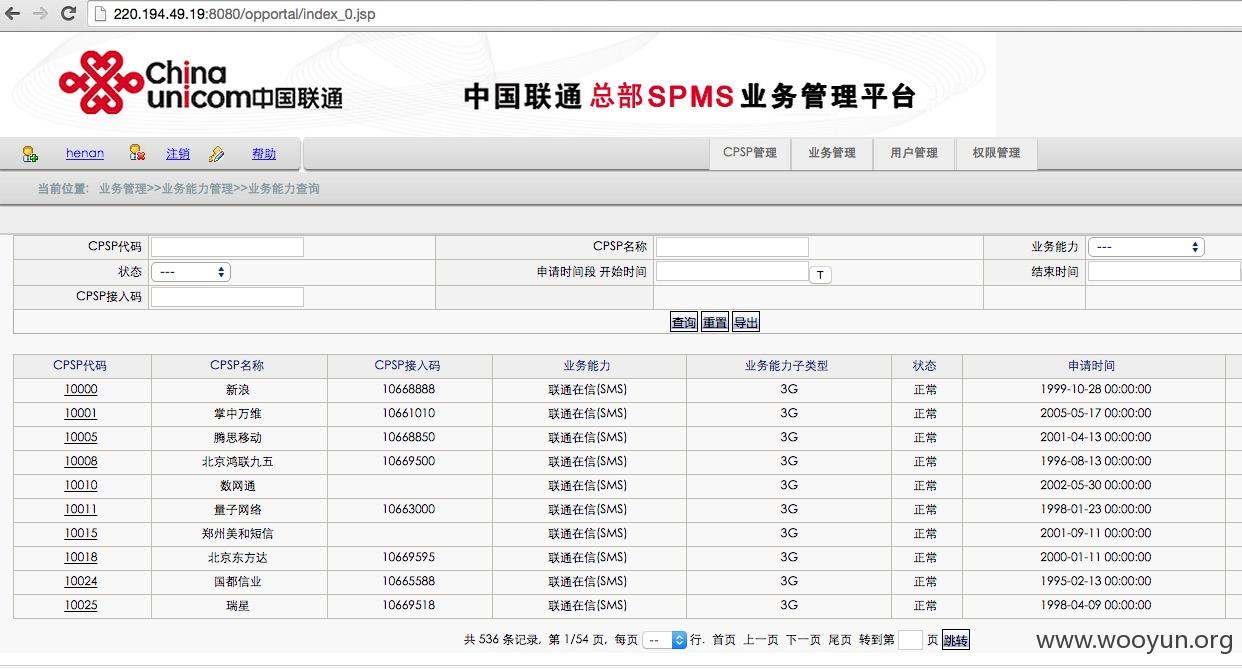 220.194.49.19:8080/opportal/index_0.jsp
China unicom中国联通
中国联通 总部SPMS 业务管理平台
henan 注销 帮助 CPSP管理 业务管理 用户管理 权限管理
当前位置: 业务管理>>业务能力管理>>业务能力查询
CPSP代码 CPSP名称 业务能力 ---
状态 --- 申请时间段 开始时间 T 结束时间
CPSP接入码
查询 重置 导出
CPSP代码 CPSP名称 CPSP接入码 业务能力 业务能力子类型 状态 申请时间
10000 新浪 10668888 联通在信(SMS) 3G 正常 1999-10-28 00:00:00
10001 掌中万维 10661010 联通在信(SMS) 3G 正常 2005-05-17 00:00:00
10005 腾思移动 10668850 联通在信(SMS) 3G 正常 2001-04-13 00:00:00
10008 北京鸿联九五 10669500 联通在信(SMS) 3G 正常 1996-08-13 00:00:00
10010 数网通 联通在信(SMS) 3G 正常 2002-05-30 00:00:00
10011 量子网络 10663000 联通在信(SMS) 3G 正常 1998-01-23 00:00:00
10015 郑州美和短信 联通在信(SMS) 3G 正常 2001-09-11 00:00:00
10018 北京东方达 10669595 联通在信(SMS) 3G 正常 2000-01-11 00:00:00
10024 国都信业 10665588 联通在信(SMS) 3G 正常 1995-02-13 00:00:00
10025 瑞星 10669518 联通在信(SMS) 3G 正常 1998-04-09 00:00:00
共 536 条记录, 第 1/54 页, 每页 -- 行. 首页 上一页 下一页 尾页 转到第 页 跳转
www.wooyun.org